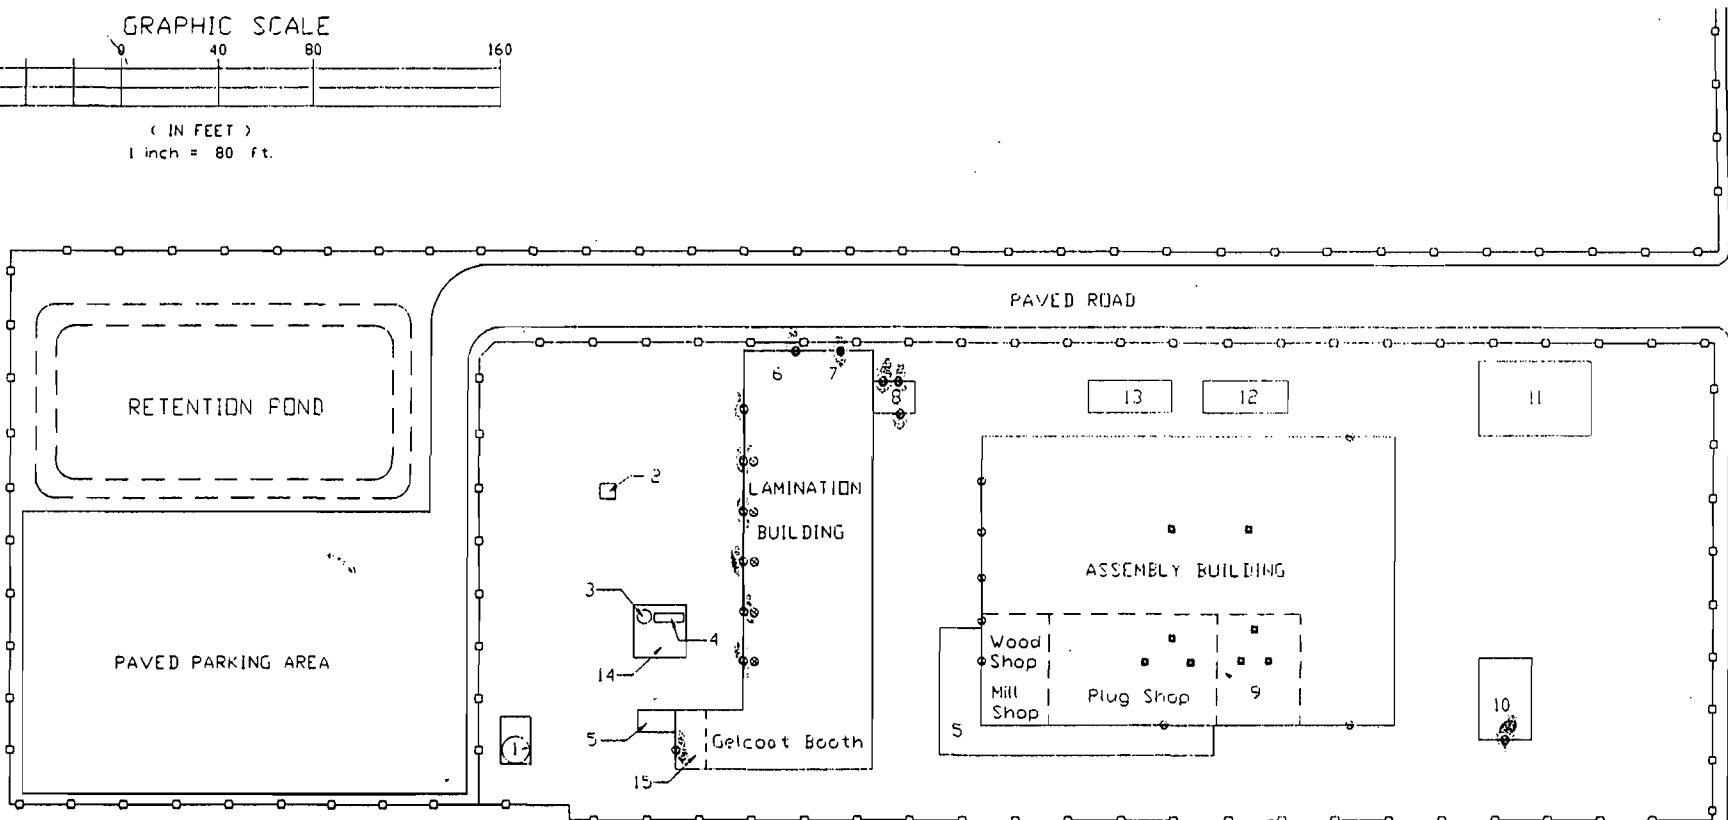 GRAPHIC SCALE
0 40 80 160
( IN FEET )
1 inch = 80 ft.
PAVED ROAD
6 7
8
13 12 11
RETENTION POND
2
LAMINATION
BUILDING
ASSEMBLY BUILDING
3
4
14
Wood
Shop
Mill
Shop
Plug Shop
9
PAVED PARKING AREA
10
5
1
Gelcoat Booth
S
15